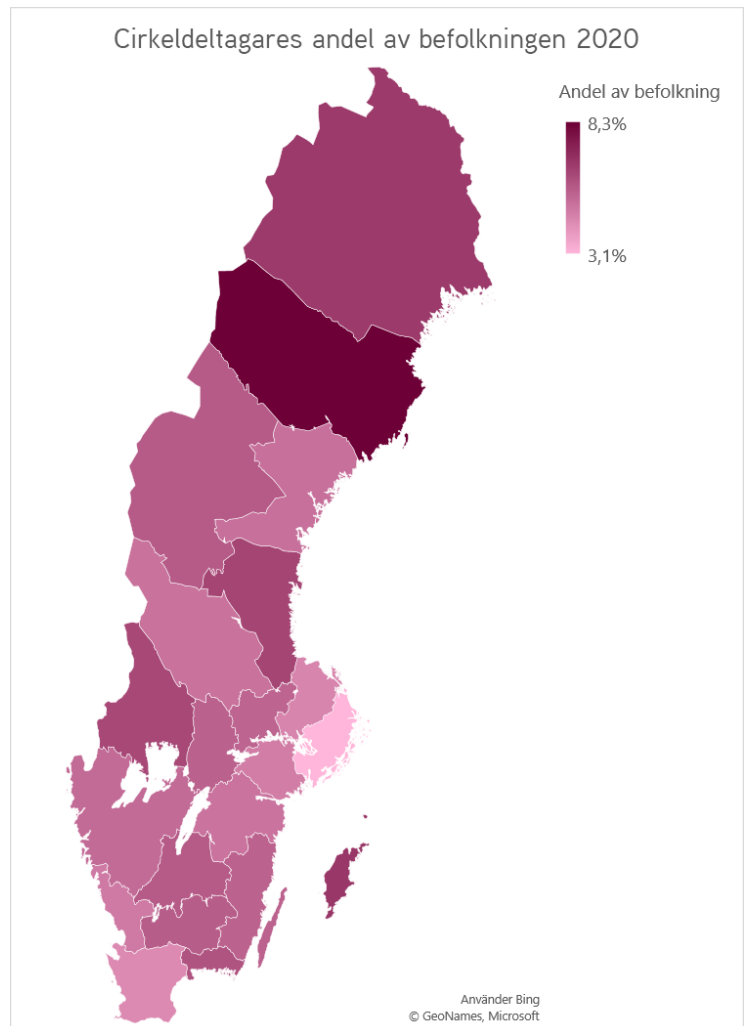 Cirkeldeltagares andel av befolkningen 2020
Andel av befolkning
8,3%
3,1%
Använder Bing
© GeoNames, Microsoft